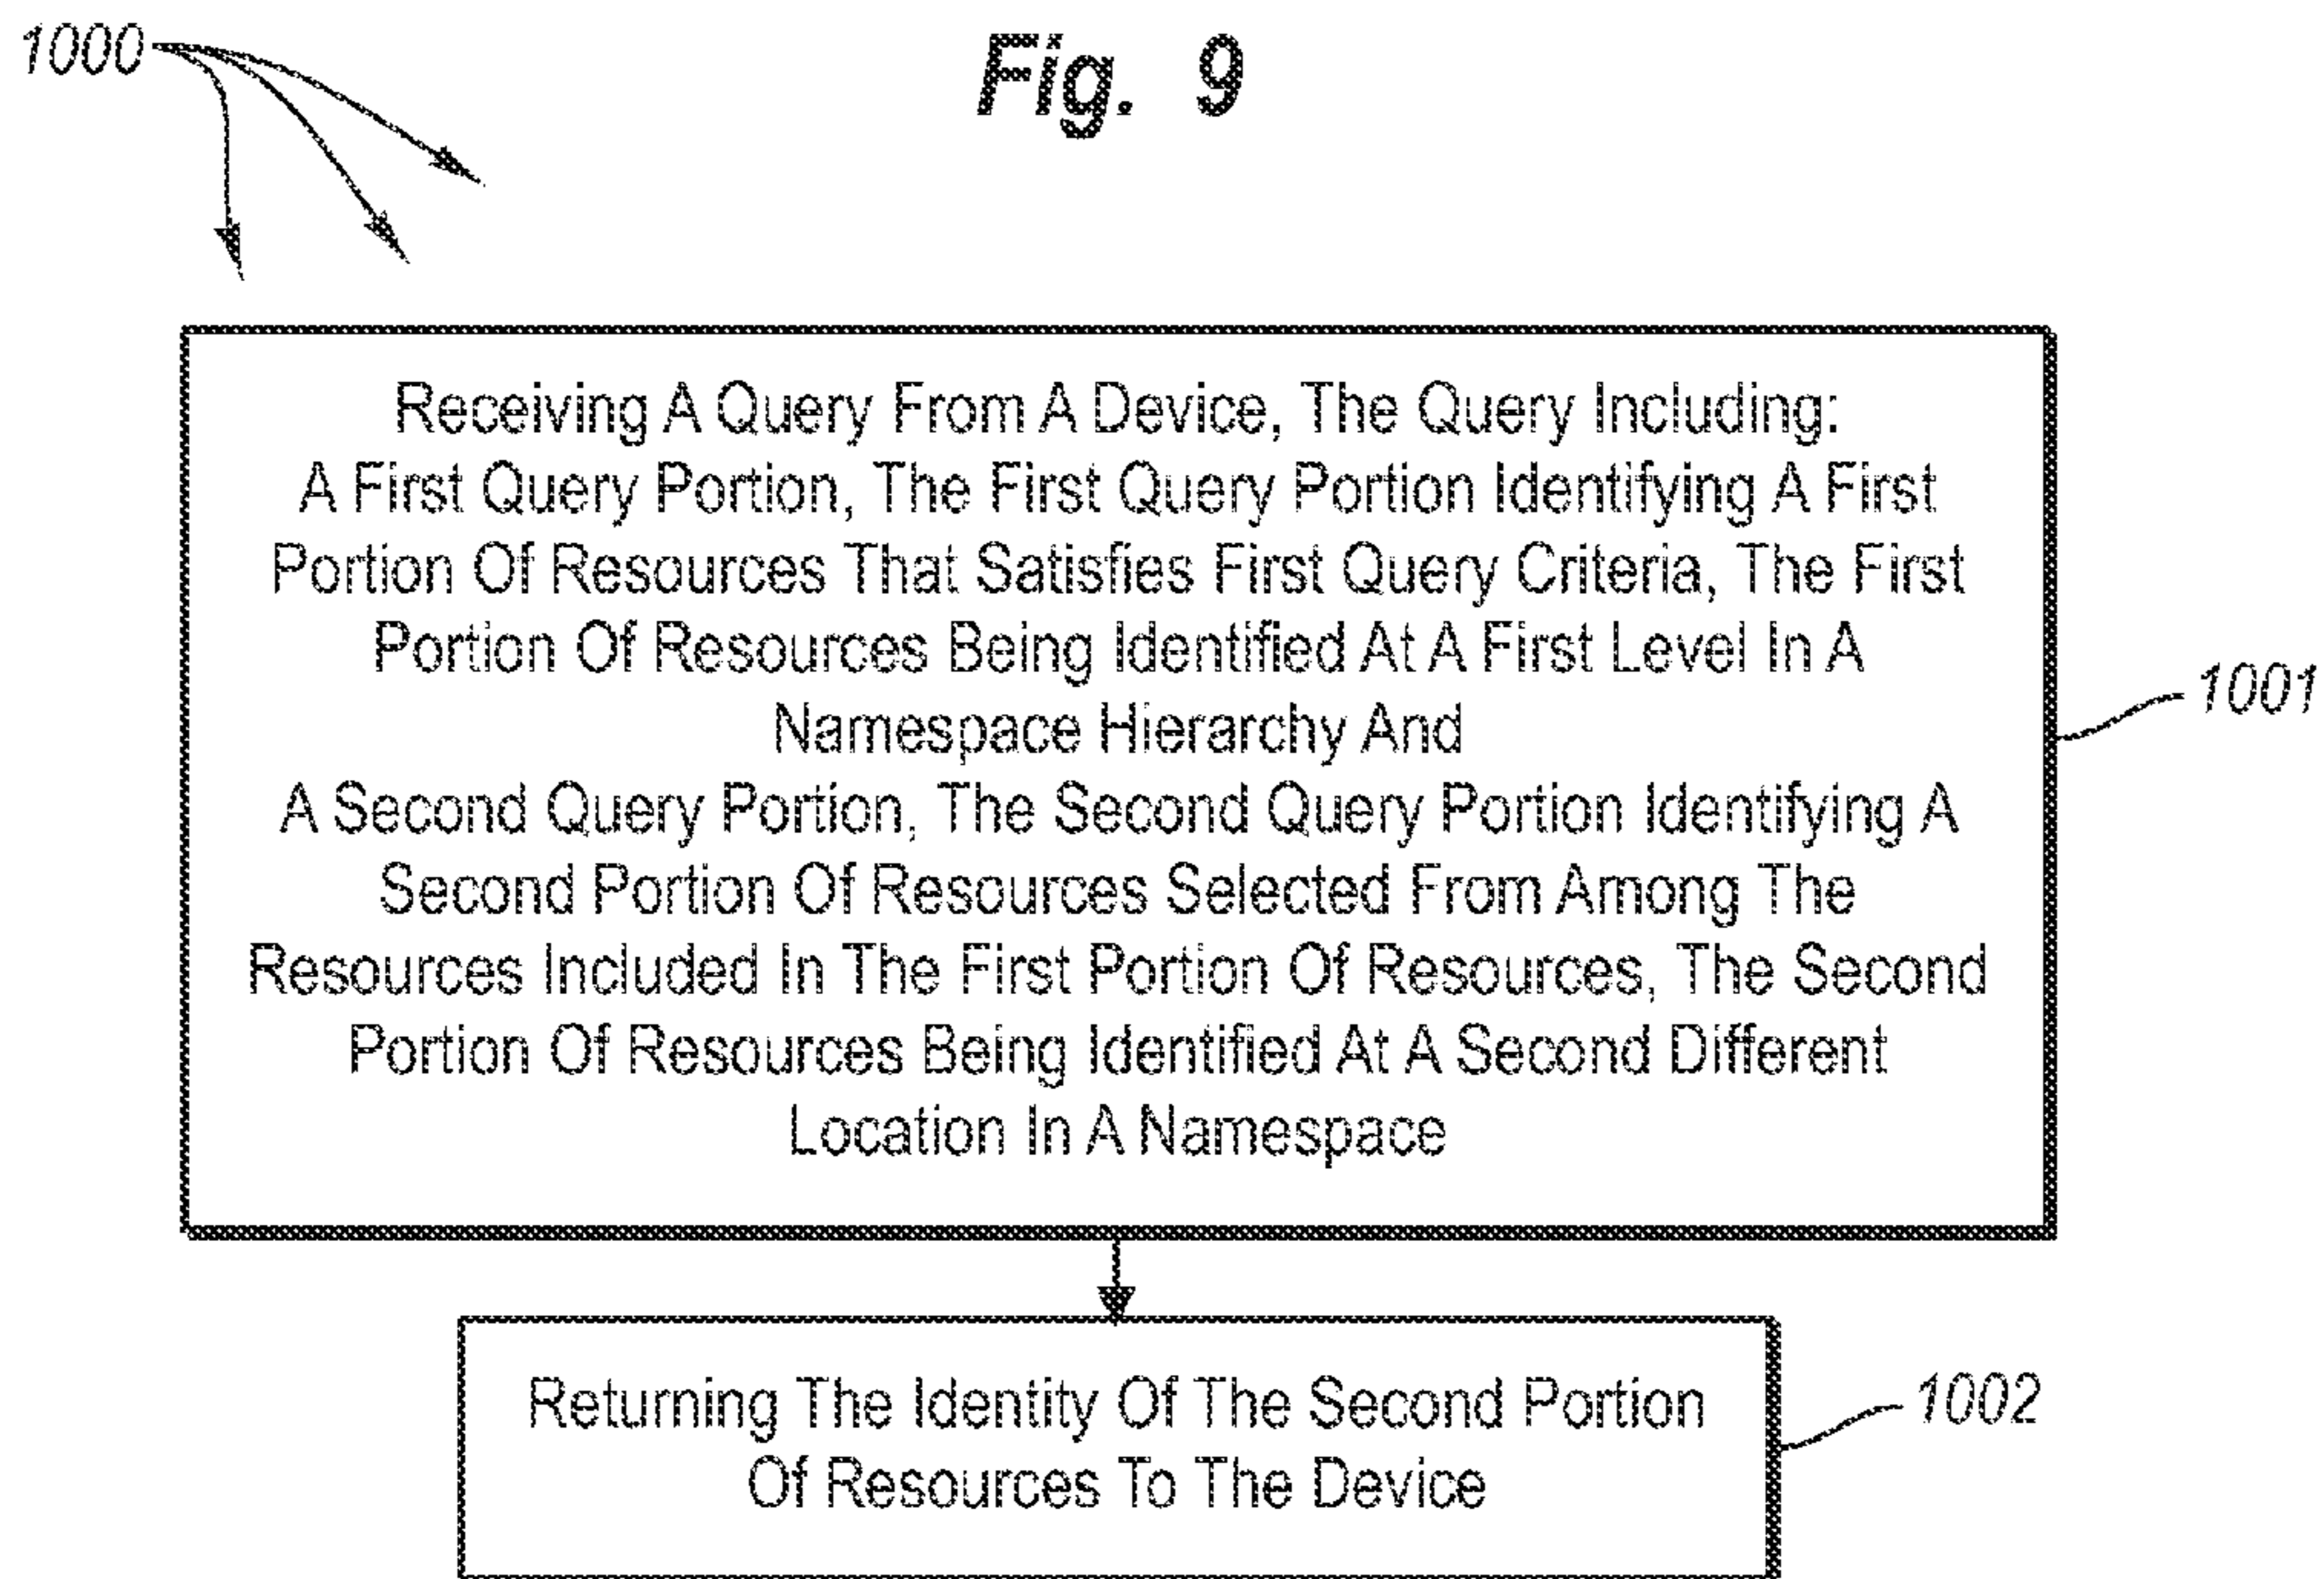 1000
Fig. 9
Receiving A Query From A Device, The Query Including:
A First Query Portion, The First Query Portion Identifying A First
Portion Of Resources That Satisfies First Query Criteria, The First
Portion Of Resources Being Identified At A First Level In A
Namespace Hierarchy And
A Second Query Portion, The Second Query Portion Identifying A
Second Portion Of Resources Selected From Among The
Resources Included In The First Portion Of Resources, The Second
Portion Of Resources Being Identified At A Second Different
Location In A Namespace
1001
Returning The Identity Of The Second Portion
Of Resources To The Device
1002